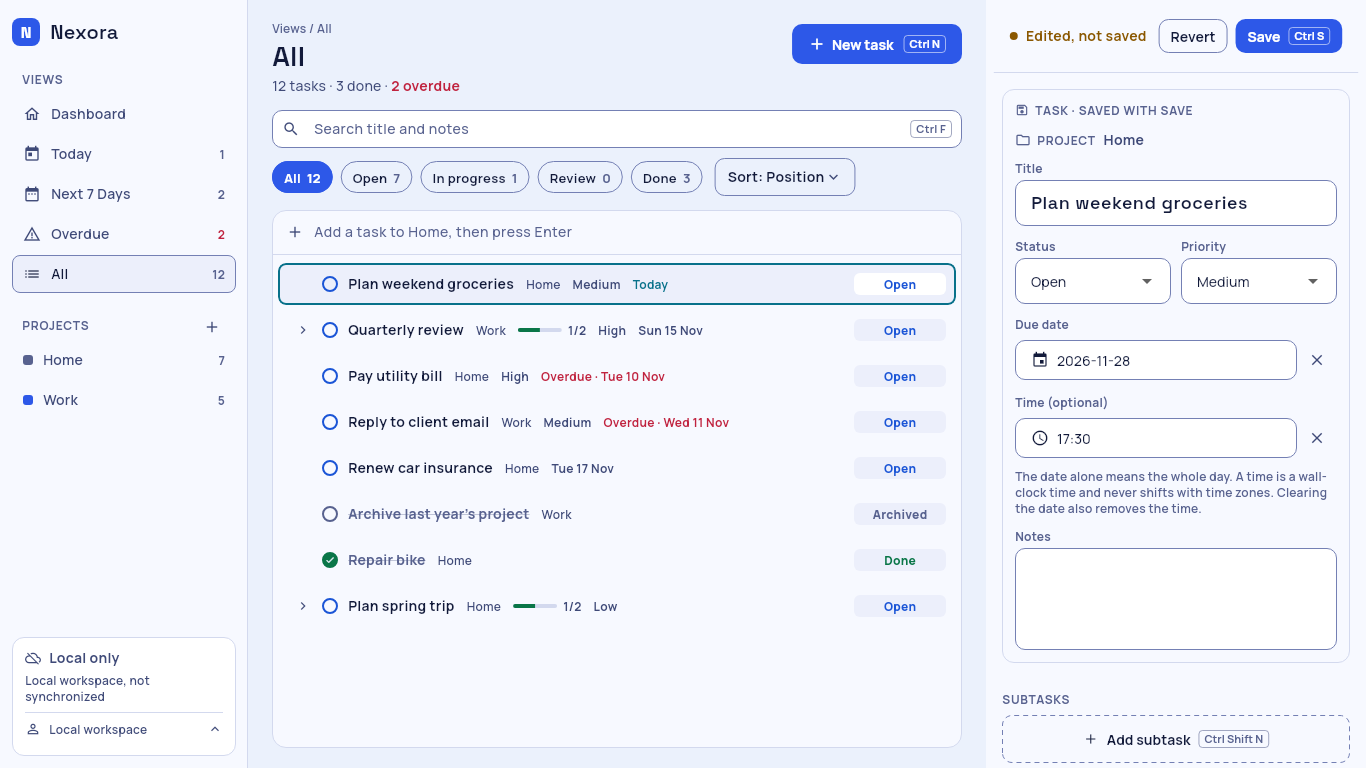 N Nexora
VIEWS
Dashboard
Today 1
Next 7 Days 2
Overdue 2
All 12
PROJECTS
Home 7
Work 5
Local only
Local workspace, not
synchronized
Local workspace
Views / All
All
12 tasks · 3 done · 2 overdue
New task Ctrl N
Search title and notes Ctrl F
All 12 Open 7 In progress 1 Review 0 Done 3 Sort: Position
Add a task to Home, then press Enter
Plan weekend groceries Home Medium Today Open
Quarterly review Work 1/2 High Sun 15 Nov Open
Pay utility bill Home High Overdue · Tue 10 Nov Open
Reply to client email Work Medium Overdue · Wed 11 Nov Open
Renew car insurance Home Tue 17 Nov Open
Archive last year's project Work Archived
Repair bike Home Done
Plan spring trip Home 1/2 Low Open
Edited, not saved Revert Save Ctrl S
TASK · SAVED WITH SAVE
PROJECT Home
Title
Plan weekend groceries
Status Priority
Open Medium
Due date
2026-11-28
Time (optional)
17:30
The date alone means the whole day. A time is a wall-
clock time and never shifts with time zones. Clearing
the date also removes the time.
Notes
SUBTASKS
Add subtask Ctrl Shift N